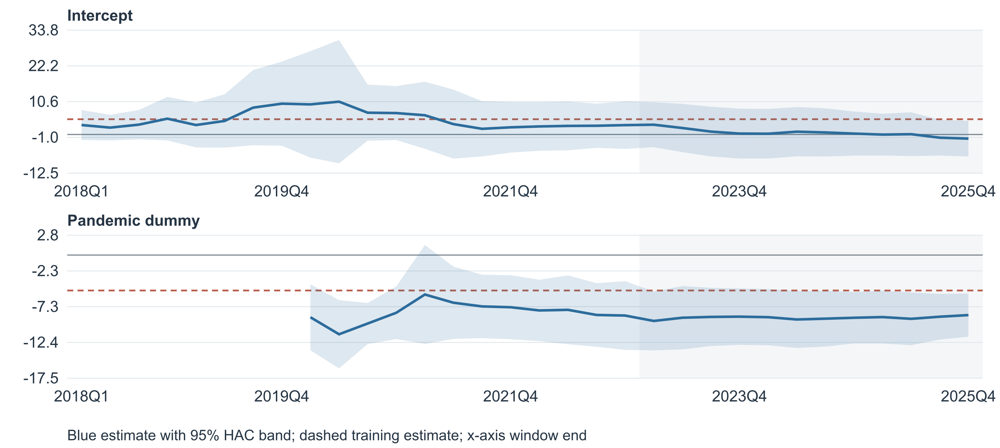 Intercept
33.8
22.2
10.6
-1.0
-12.5
2018Q1 2019Q4 2021Q4 2023Q4 2025Q4
Pandemic dummy
2.8
-2.3
-7.3
-12.4
-17.5
2018Q1 2019Q4 2021Q4 2023Q4 2025Q4
Blue estimate with 95% HAC band; dashed training estimate; x-axis window end